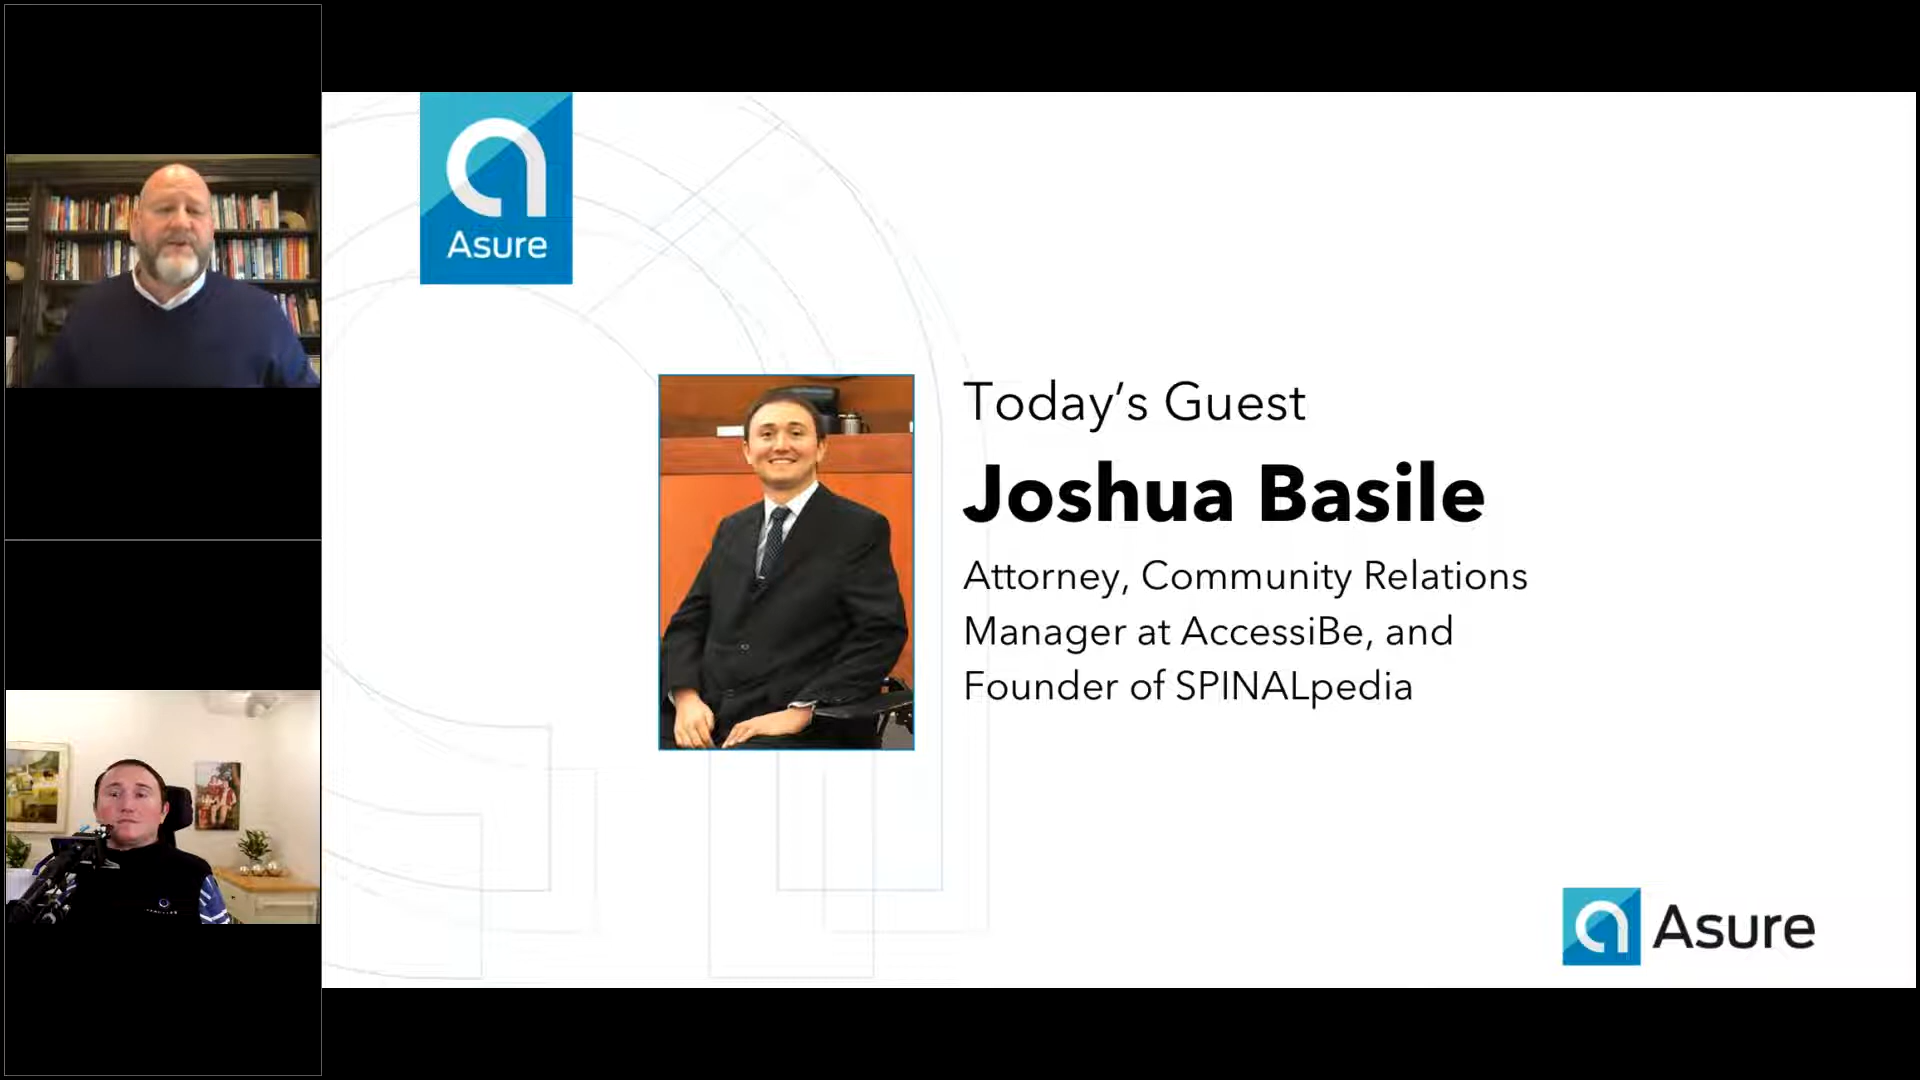 Asure
Today's Guest
Joshua Basile
Attorney, Community Relations
Manager at AccessiBe, and
Founder of SPINALpedia
Asure